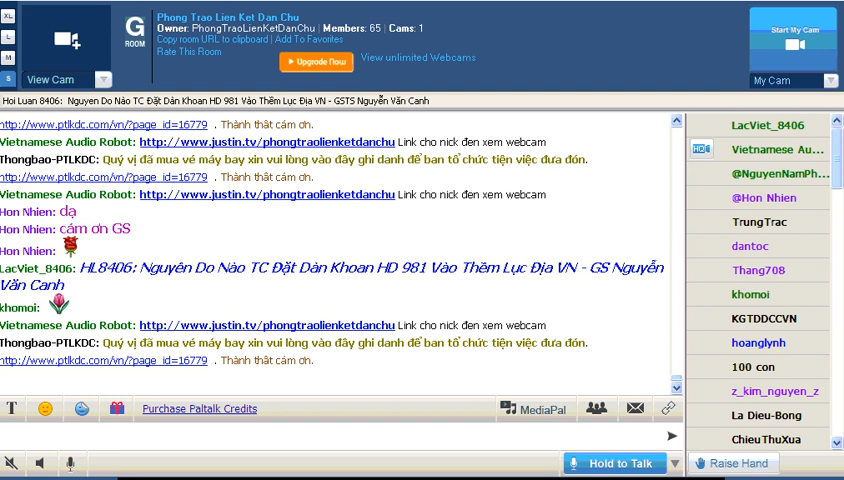 XL
L
M
S
View Cam
G
ROOM
Phong Trao Lien Ket Dan Chu
Owner: PhongTraoLienKetDanChu | Members: 65 | Cams: 1
Copy room URL to clipboard | Add To Favorites
Rate This Room
Upgrade Now
View unlimited Webcams
Start My Cam
My Cam
Hoi Luan 8406: Nguyen Do Nào TC Đặt Dàn Khoan HD 981 Vào Thềm Lục Địa VN - GSTS Nguyễn Văn Canh
http://www.ptlkdc.com/vn/?page_id=16779 . Thành thât cám ơn.
Vietnamese Audio Robot: http://www.justin.tv/phongtraolienketdanchu Link cho nick đen xem webcam
Thongbao-PTLKDC: Quý vị đã mua vé máy bay xin vui lòng vào đây ghi danh để ban tổ chức tiện việc đưa đón.
http://www.ptlkdc.com/vn/?page_id=16779 . Thành thât cám ơn.
Vietnamese Audio Robot: http://www.justin.tv/phongtraolienketdanchu Link cho nick đen xem webcam
Hon Nhien: dạ
Hon Nhien: cám ơn GS
Hon Nhien:
LacViet_8406: HL8406: Nguyên Do Nào TC Đặt Dàn Khoan HD 981 Vào Thềm Lục Địa VN - GS Nguyễn
Văn Canh
khomoi:
Vietnamese Audio Robot: http://www.justin.tv/phongtraolienketdanchu Link cho nick đen xem webcam
Thongbao-PTLKDC: Quý vị đã mua vé máy bay xin vui lòng vào đây ghi danh để ban tổ chức tiện việc đưa đón.
http://www.ptlkdc.com/vn/?page_id=16779 . Thành thât cám ơn.
T
Purchase Paltalk Credits
MediaPal
Hold to Talk
LacViet_8406
HQ
Vietnamese Au...
@NguyenNamPh...
@Hon Nhien
TrungTrac
dantoc
Thang708
khomoi
KGTDDCCVN
hoanglynh
100 con
z_kim_nguyen_z
La Dieu-Bong
ChieuThuXua
Raise Hand